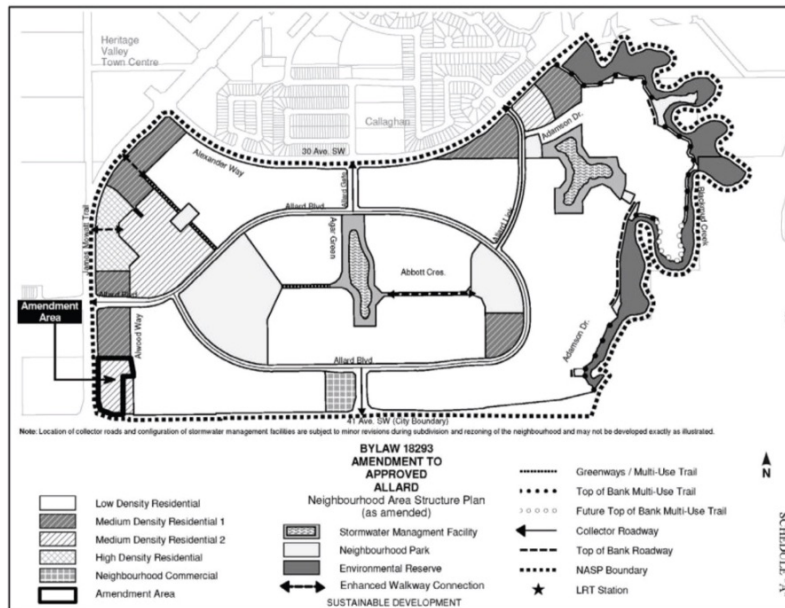 Heritage
Valley
Town Centre
Callaghan
30 Ave. SW
Alexander Way
Adamson Dr.
Allard Gate
Allard Blvd
Agar Green
Abbott Cres.
Blackmud Creek
James Mowatt Trail
Allard Blvd
Amendment
Area
Alwood Way
Adamson Dr.
Allard Blvd
41 Ave. SW (City Boundary)
Note: Location of collector roads and configuration of stormwater management facilities are subject to minor revisions during subdivision and rezoning of the neighbourhood and may not be developed exactly as illustrated.
BYLAW 18293
AMENDMENT TO
APPROVED
ALLARD
Neighbourhood Area Structure Plan
(as amended)
Low Density Residential
Medium Density Residential 1
Medium Density Residential 2
High Density Residential
Neighbourhood Commercial
Amendment Area
Stormwater Managment Facility
Neighbourhood Park
Environmental Reserve
Enhanced Walkway Connection
SUSTAINABLE DEVELOPMENT
Greenways / Multi-Use Trail
Top of Bank Multi-Use Trail
Future Top of Bank Multi-Use Trail
Collector Roadway
Top of Bank Roadway
NASP Boundary
LRT Station
N
SCHEDULE "A"